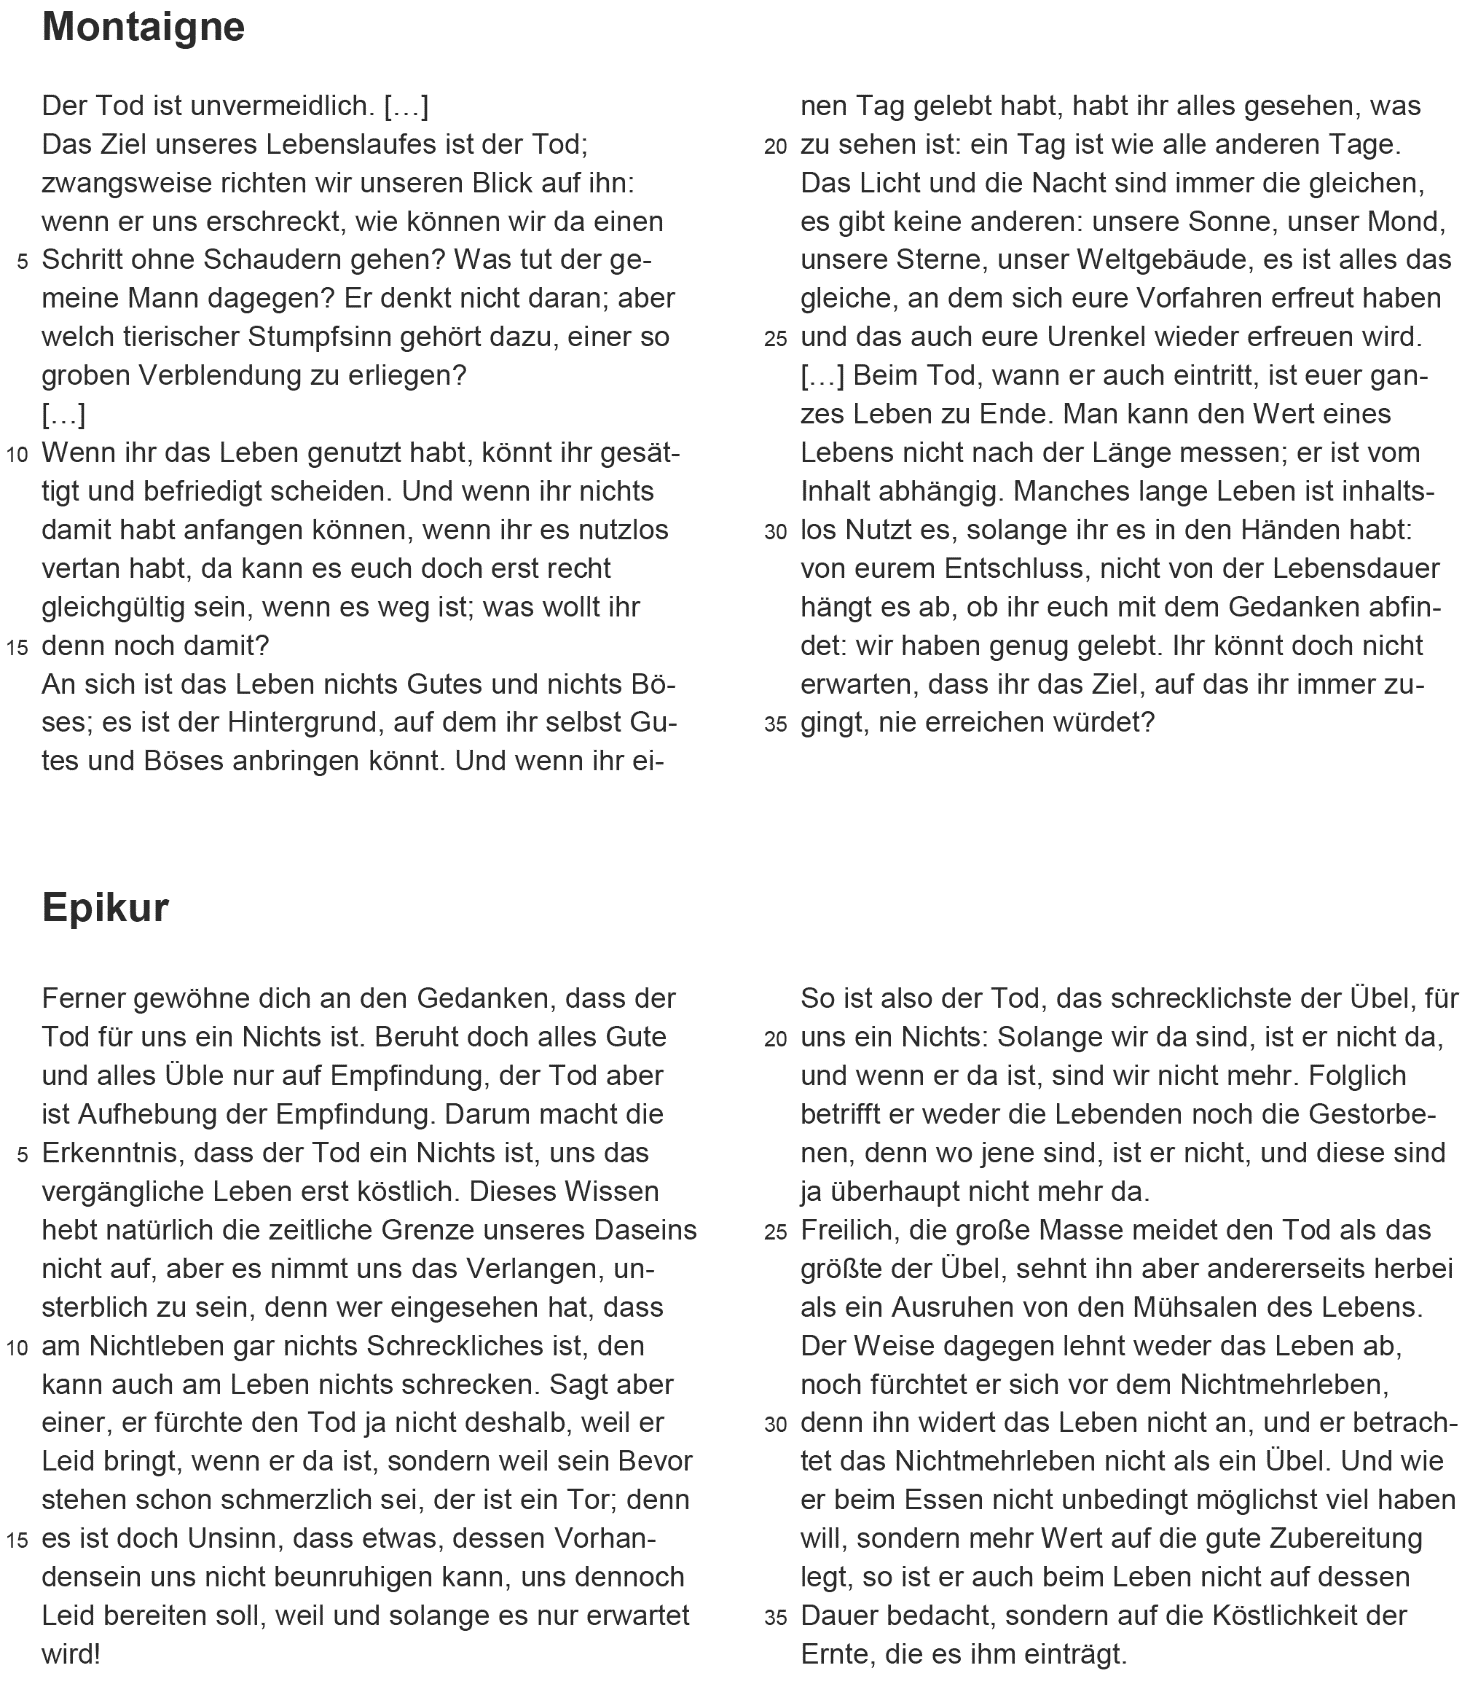 Montaigne
Der Tod ist unvermeidlich. […]
Das Ziel unseres Lebenslaufes ist der Tod;
zwangsweise richten wir unseren Blick auf ihn:
wenn er uns erschreckt, wie können wir da einen
5 Schritt ohne Schaudern gehen? Was tut der ge-
meine Mann dagegen? Er denkt nicht daran; aber
welch tierischer Stumpfsinn gehört dazu, einer so
groben Verblendung zu erliegen?
[…]
10 Wenn ihr das Leben genutzt habt, könnt ihr gesät-
tigt und befriedigt scheiden. Und wenn ihr nichts
damit habt anfangen können, wenn ihr es nutzlos
vertan habt, da kann es euch doch erst recht
gleichgültig sein, wenn es weg ist; was wollt ihr
15 denn noch damit?
An sich ist das Leben nichts Gutes und nichts Bö-
ses; es ist der Hintergrund, auf dem ihr selbst Gu-
tes und Böses anbringen könnt. Und wenn ihr ei-
nen Tag gelebt habt, habt ihr alles gesehen, was
20 zu sehen ist: ein Tag ist wie alle anderen Tage.
Das Licht und die Nacht sind immer die gleichen,
es gibt keine anderen: unsere Sonne, unser Mond,
unsere Sterne, unser Weltgebäude, es ist alles das
gleiche, an dem sich eure Vorfahren erfreut haben
25 und das auch eure Urenkel wieder erfreuen wird.
[…] Beim Tod, wann er auch eintritt, ist euer gan-
zes Leben zu Ende. Man kann den Wert eines
Lebens nicht nach der Länge messen; er ist vom
Inhalt abhängig. Manches lange Leben ist inhalts-
30 los Nutzt es, solange ihr es in den Händen habt:
von eurem Entschluss, nicht von der Lebensdauer
hängt es ab, ob ihr euch mit dem Gedanken abfin-
det: wir haben genug gelebt. Ihr könnt doch nicht
erwarten, dass ihr das Ziel, auf das ihr immer zu-
35 gingt, nie erreichen würdet?
Epikur
Ferner gewöhne dich an den Gedanken, dass der
Tod für uns ein Nichts ist. Beruht doch alles Gute
und alles Üble nur auf Empfindung, der Tod aber
ist Aufhebung der Empfindung. Darum macht die
5 Erkenntnis, dass der Tod ein Nichts ist, uns das
vergängliche Leben erst köstlich. Dieses Wissen
hebt natürlich die zeitliche Grenze unseres Daseins
nicht auf, aber es nimmt uns das Verlangen, un-
sterblich zu sein, denn wer eingesehen hat, dass
10 am Nichtleben gar nichts Schreckliches ist, den
kann auch am Leben nichts schrecken. Sagt aber
einer, er fürchte den Tod ja nicht deshalb, weil er
Leid bringt, wenn er da ist, sondern weil sein Bevor
stehen schon schmerzlich sei, der ist ein Tor; denn
15 es ist doch Unsinn, dass etwas, dessen Vorhan-
densein uns nicht beunruhigen kann, uns dennoch
Leid bereiten soll, weil und solange es nur erwartet
wird!
So ist also der Tod, das schrecklichste der Übel, für
20 uns ein Nichts: Solange wir da sind, ist er nicht da,
und wenn er da ist, sind wir nicht mehr. Folglich
betrifft er weder die Lebenden noch die Gestorbe-
nen, denn wo jene sind, ist er nicht, und diese sind
ja überhaupt nicht mehr da.
25 Freilich, die große Masse meidet den Tod als das
größte der Übel, sehnt ihn aber andererseits herbei
als ein Ausruhen von den Mühsalen des Lebens.
Der Weise dagegen lehnt weder das Leben ab,
noch fürchtet er sich vor dem Nichtmehrleben,
30 denn ihn widert das Leben nicht an, und er betrach-
tet das Nichtmehrleben nicht als ein Übel. Und wie
er beim Essen nicht unbedingt möglichst viel haben
will, sondern mehr Wert auf die gute Zubereitung
legt, so ist er auch beim Leben nicht auf dessen
35 Dauer bedacht, sondern auf die Köstlichkeit der
Ernte, die es ihm einträgt.